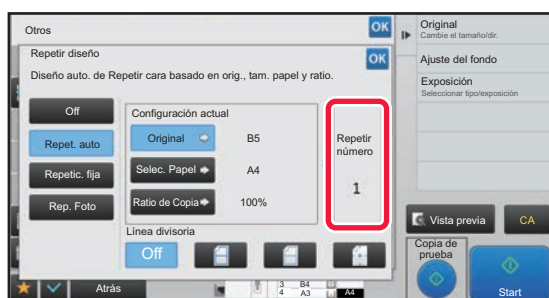 Otros
OK
Repetir diseño
OK
Diseño auto. de Repetir cara basado en orig., tam. papel y ratio.
Off
Repet. auto
Repetic. fija
Rep. Foto
Configuración actual
Original
B5
Selec. Papel
A4
Ratio de Copia
100%
Repetir
número
1
Línea divisoria
Off
Atrás
3 B4
4 A3
A4
Original
Cambie el tamaño/dir.
Ajuste del fondo
Exposición
Seleccionar tipo/exposición
Vista previa
CA
Copia de
prueba
Start